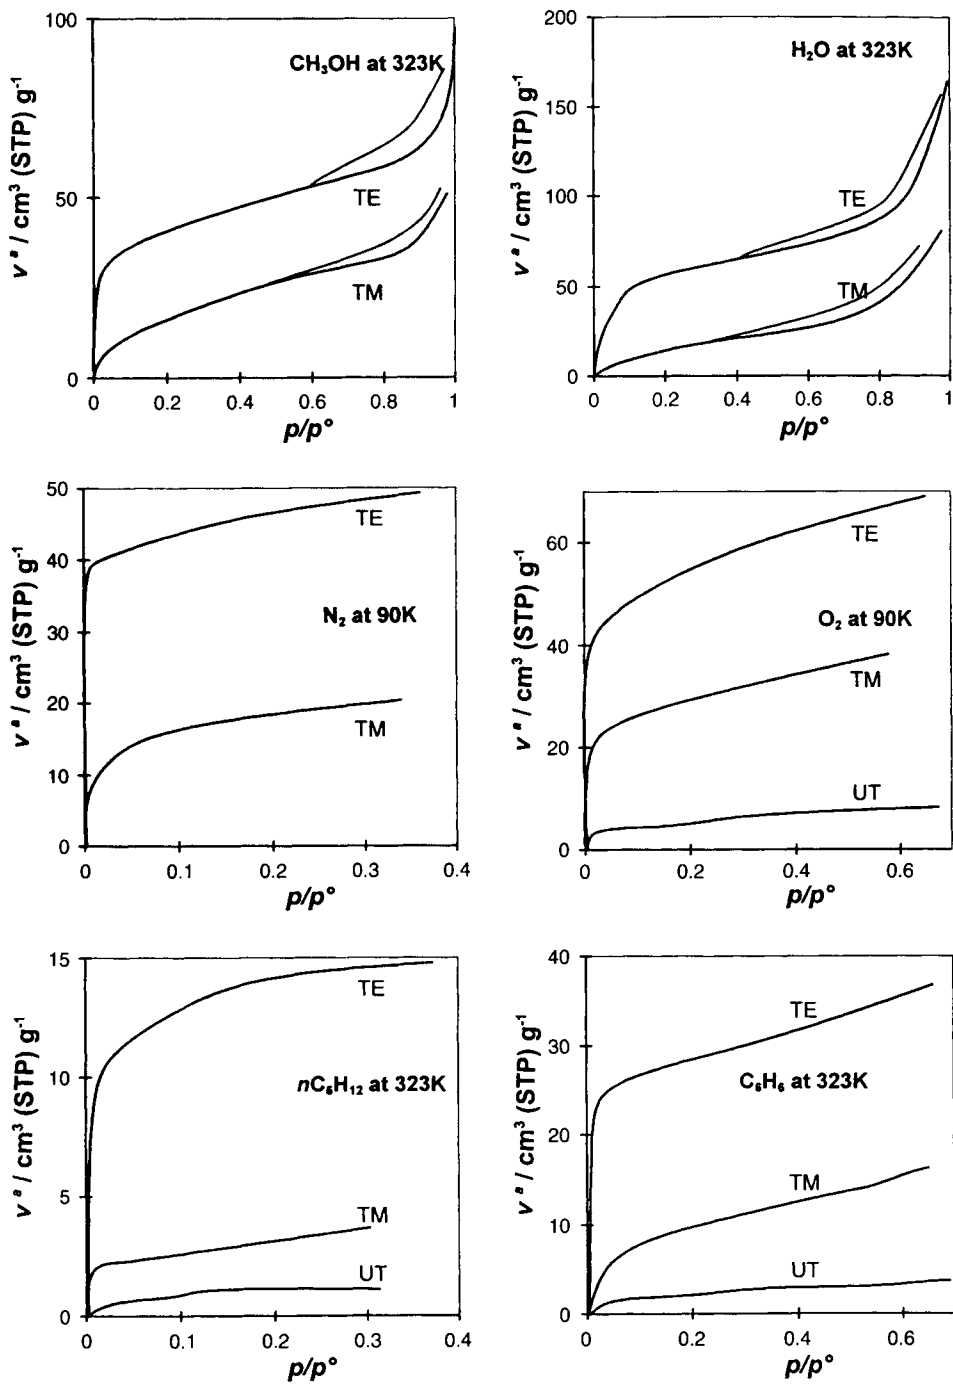 100
50
0
v ᵃ / cm³ (STP) g⁻¹
CH₃OH at 323K
TE
TM
0 0.2 0.4 0.6 0.8 1
p/p°
200
150
100
50
0
v ᵃ / cm³ (STP) g⁻¹
H₂O at 323K
TE
TM
0 0.2 0.4 0.6 0.8 1
p/p°
50
40
30
20
10
0
v ᵃ / cm³ (STP) g⁻¹
TE
N₂ at 90K
TM
0 0.1 0.2 0.3 0.4
p/p°
60
40
20
0
v ᵃ / cm³ (STP) g⁻¹
TE
O₂ at 90K
TM
UT
0 0.2 0.4 0.6
p/p°
15
10
5
0
v ᵃ / cm³ (STP) g⁻¹
TE
nC₅H₁₂ at 323K
TM
UT
0 0.1 0.2 0.3 0.4
p/p°
40
30
20
10
0
v ᵃ / cm³ (STP) g⁻¹
TE
C₆H₆ at 323K
TM
UT
0 0.2 0.4 0.6
p/p°